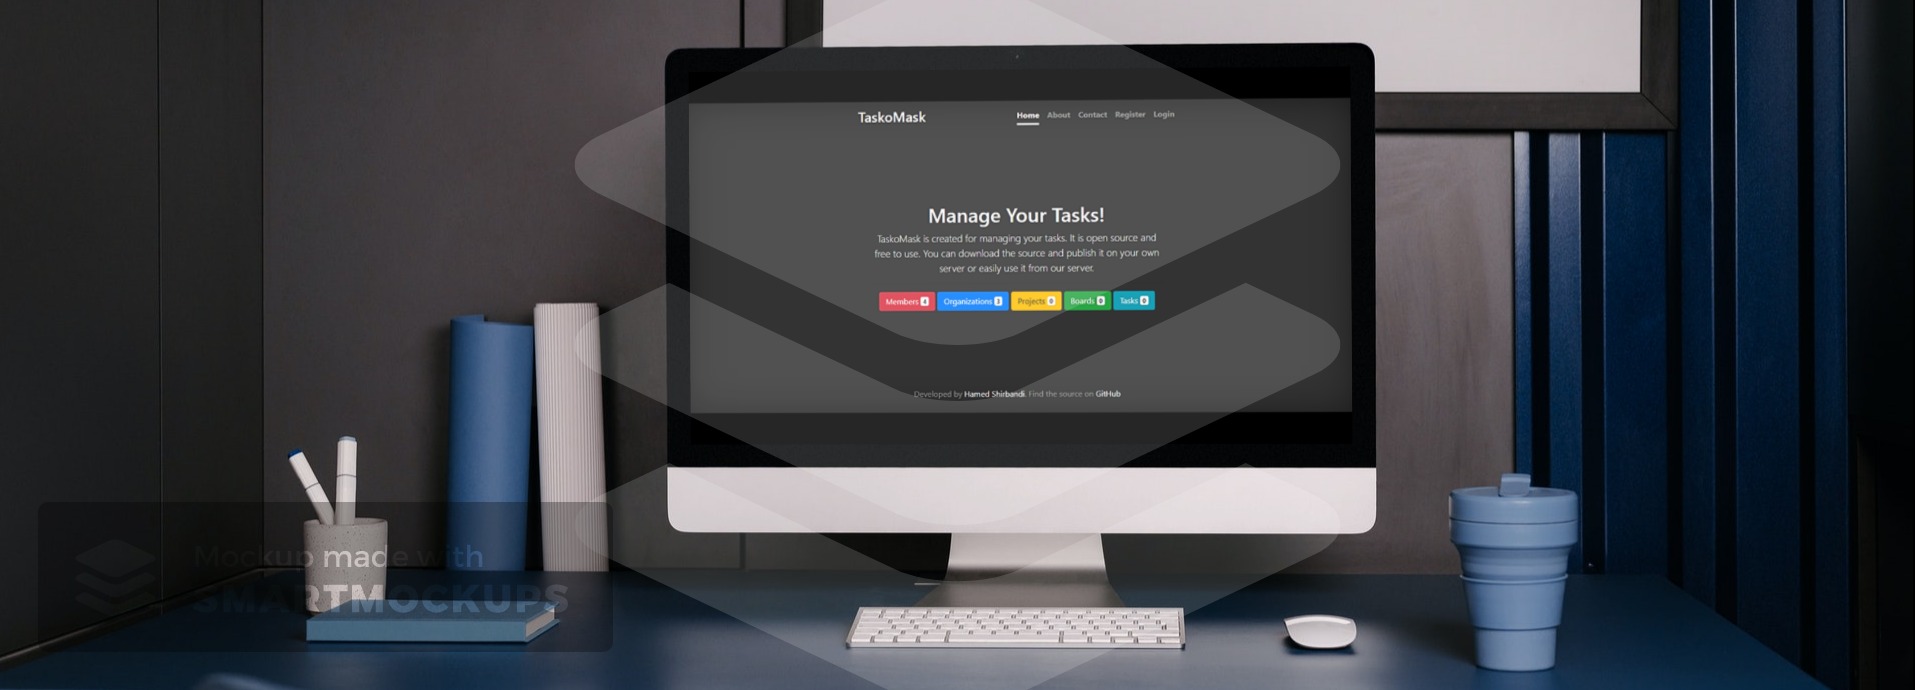 TaskoMask
Home About Contact Register Login
Manage Your Tasks!
TaskoMask is created for managing your tasks. It is open source and
free to use. You can download the source and publish it on your own
server or easily use it from our server.
Members 4 Organizations 3 Projects 0 Boards 0 Tasks 0
Developed by Hamed Shirbandi. Find the source on GitHub
Mockup made with
SMARTMOCKUPS